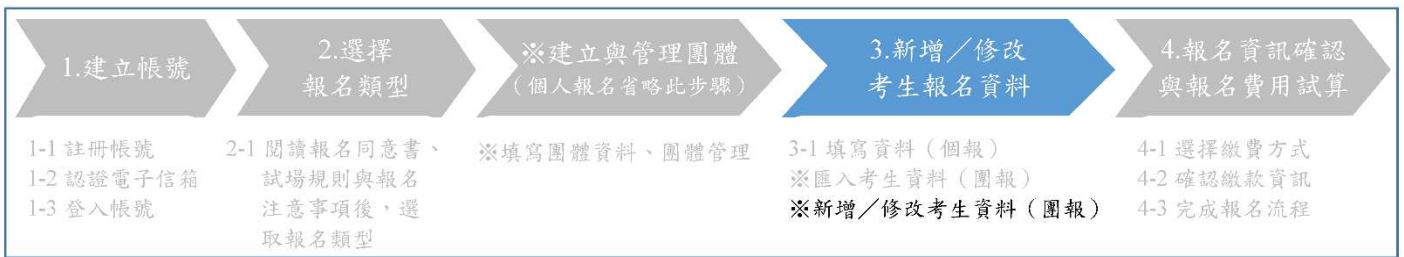 1.建立帳號
2.選擇
報名類型
※建立與管理團體
(個人報名省略此步驟)
3.新增／修改
考生報名資料
4.報名資訊確認
與報名費用試算
1-1 註冊帳號
1-2 認證電子信箱
1-3 登入帳號
2-1 閱讀報名同意書、
試場規則與報名
注意事項後，選
取報名類型
※填寫團體資料、團體管理
3-1 填寫資料（個報）
※匯入考生資料（團報）
※新增／修改考生資料（團報）
4-1 選擇繳費方式
4-2 確認繳款資訊
4-3 完成報名流程